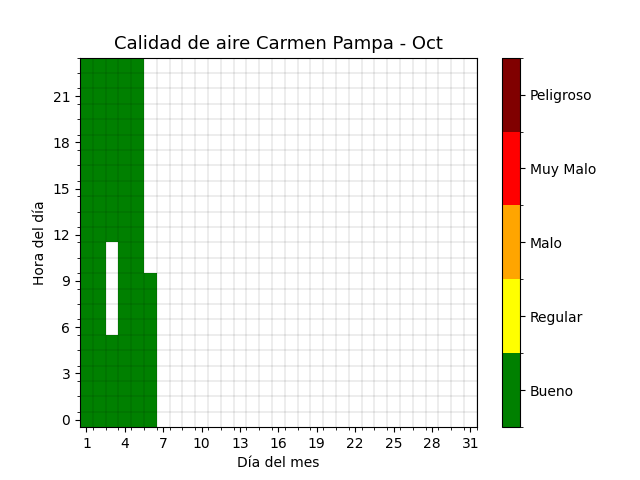 Calidad de aire Carmen Pampa - Oct
Hora del día
21
18
15
12
9
6
3
0
1 4 7 10 13 16 19 22 25 28 31
Día del mes
Peligroso
Muy Malo
Malo
Regular
Bueno